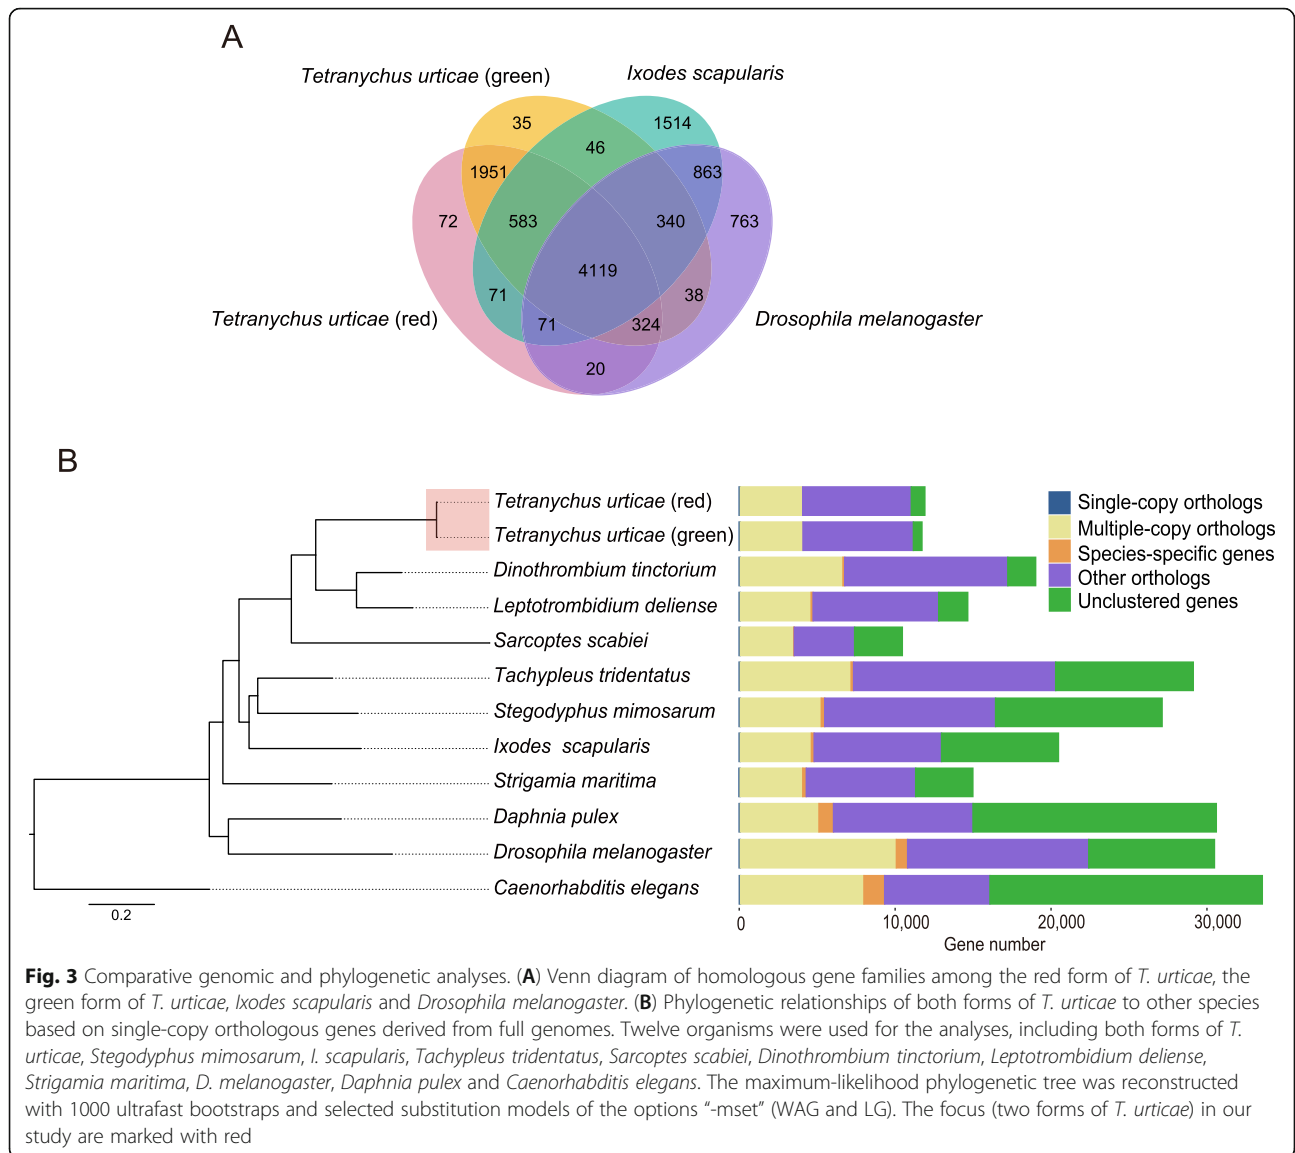 A
Tetranychus urticae (green)
Ixodes scapularis
35
1514
46
1951
863
72
583
340
763
4119
71
38
71
324
Tetranychus urticae (red)
Drosophila melanogaster
20
B
Tetranychus urticae (red)
Tetranychus urticae (green)
Dinothrombium tinctorium
Leptotrombidium deliense
Sarcoptes scabiei
Tachypleus tridentatus
Stegodyphus mimosarum
Ixodes scapularis
Strigamia maritima
Daphnia pulex
Drosophila melanogaster
Caenorhabditis elegans
0.2
Single-copy orthologs
Multiple-copy orthologs
Species-specific genes
Other orthologs
Unclustered genes
0 10,000 20,000 30,000
Gene number
Fig. 3 Comparative genomic and phylogenetic analyses. (A) Venn diagram of homologous gene families among the red form of T. urticae, the
green form of T. urticae, Ixodes scapularis and Drosophila melanogaster. (B) Phylogenetic relationships of both forms of T. urticae to other species
based on single-copy orthologous genes derived from full genomes. Twelve organisms were used for the analyses, including both forms of T.
urticae, Stegodyphus mimosarum, I. scapularis, Tachypleus tridentatus, Sarcoptes scabiei, Dinothrombium tinctorium, Leptotrombidium deliense,
Strigamia maritima, D. melanogaster, Daphnia pulex and Caenorhabditis elegans. The maximum-likelihood phylogenetic tree was reconstructed
with 1000 ultrafast bootstraps and selected substitution models of the options “-mset” (WAG and LG). The focus (two forms of T. urticae) in our
study are marked with red